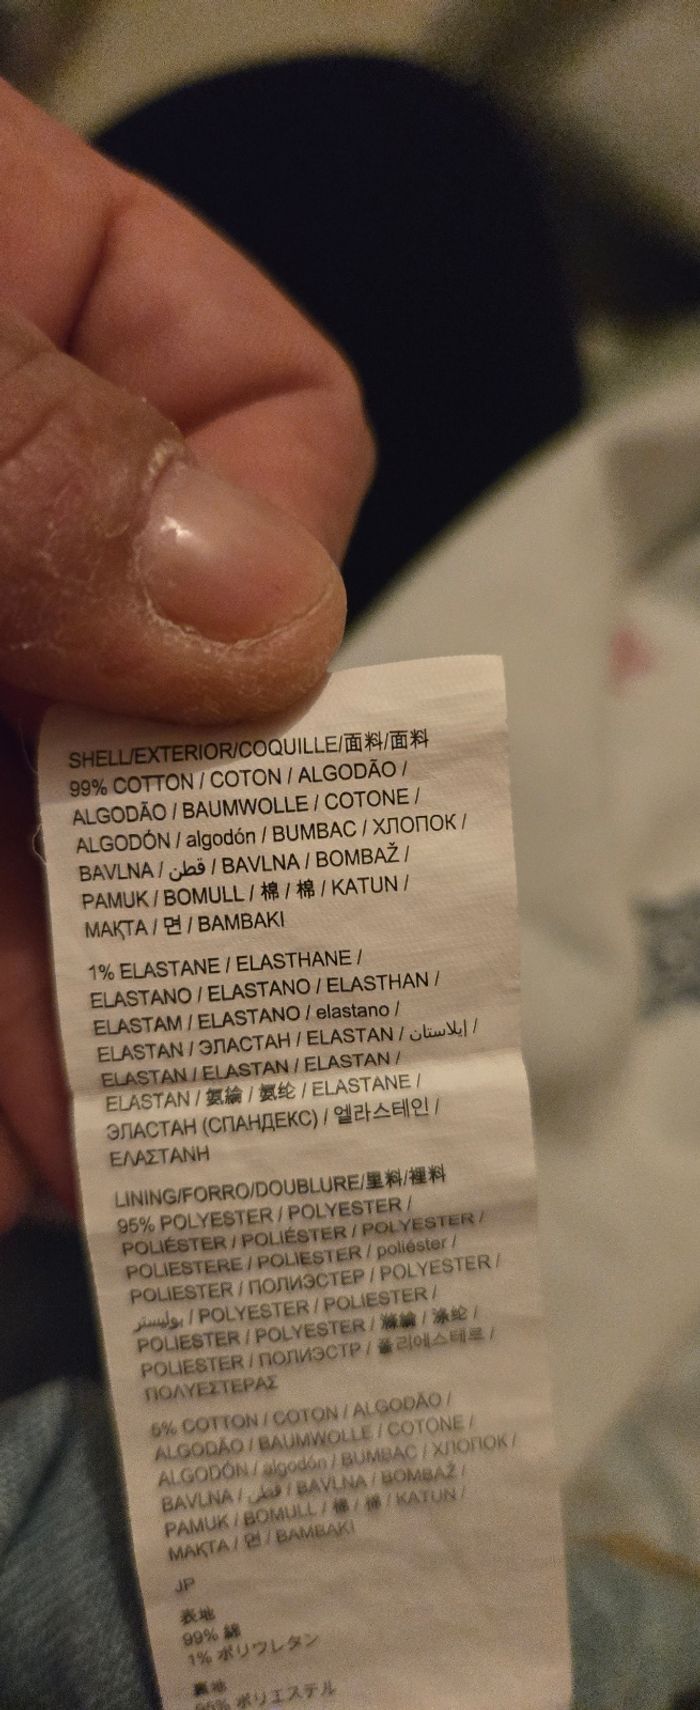 SHELL/EXTERIOR/COQUILLE/面料/面料
99% COTTON / COTON / ALGODÃO /
ALGODÃO / BAUMWOLLE / COTONE /
ALGODÓN / algodón / BUMBAC / ХЛОПОК /
BAVLNA / قطن / BAVLNA / BOMBAŽ /
PAMUK / BOMULL / 棉 / 棉 / KATUN /
МАҚТА / 면 / BAMBAKI
1% ELASTANE / ELASTHANE /
ELASTANO / ELASTANO / ELASTHAN /
ELASTAM / ELASTANO / elastano /
ELASTAN / ЭЛАСТАН / ELASTAN / إيلاستان /
ELASTAN / ELASTAN / ELASTAN /
ELASTAN / 氨綸 / 氨纶 / ELASTANE /
ЭЛАСТАН (СПАНДЕКС) / 엘라스테인 /
ΕΛΑΣΤΑΝΗ
LINING/FORRO/DOUBLURE/里料/裡料
95% POLYESTER / POLYESTER /
POLIÉSTER / POLIÉSTER / POLYESTER /
POLIESTERE / POLIESTER / poliéster /
POLIESTER / ПОЛИЭСТЕР / POLYESTER /
بوليستر / POLYESTER / POLIESTER /
POLIESTER / POLYESTER / 滌綸 / 涤纶 /
POLIESTER / ПОЛИЭСТР / 폴리에스테르 /
ΠΟΛΥΕΣΤΕΡΑΣ
5% COTTON / COTON / ALGODÃO /
ALGODÃO / BAUMWOLLE / COTONE /
ALGODÓN / algodón / BUMBAC / ХЛОПОК /
BAVLNA / قطن / BAVLNA / BOMBAŽ /
PAMUK / BOMULL / 棉 / 棉 / KATUN /
МАҚТА / 면 / BAMBAKI
JP
表地
99% 綿
1% ポリウレタン
裏地
95% ポリエステル